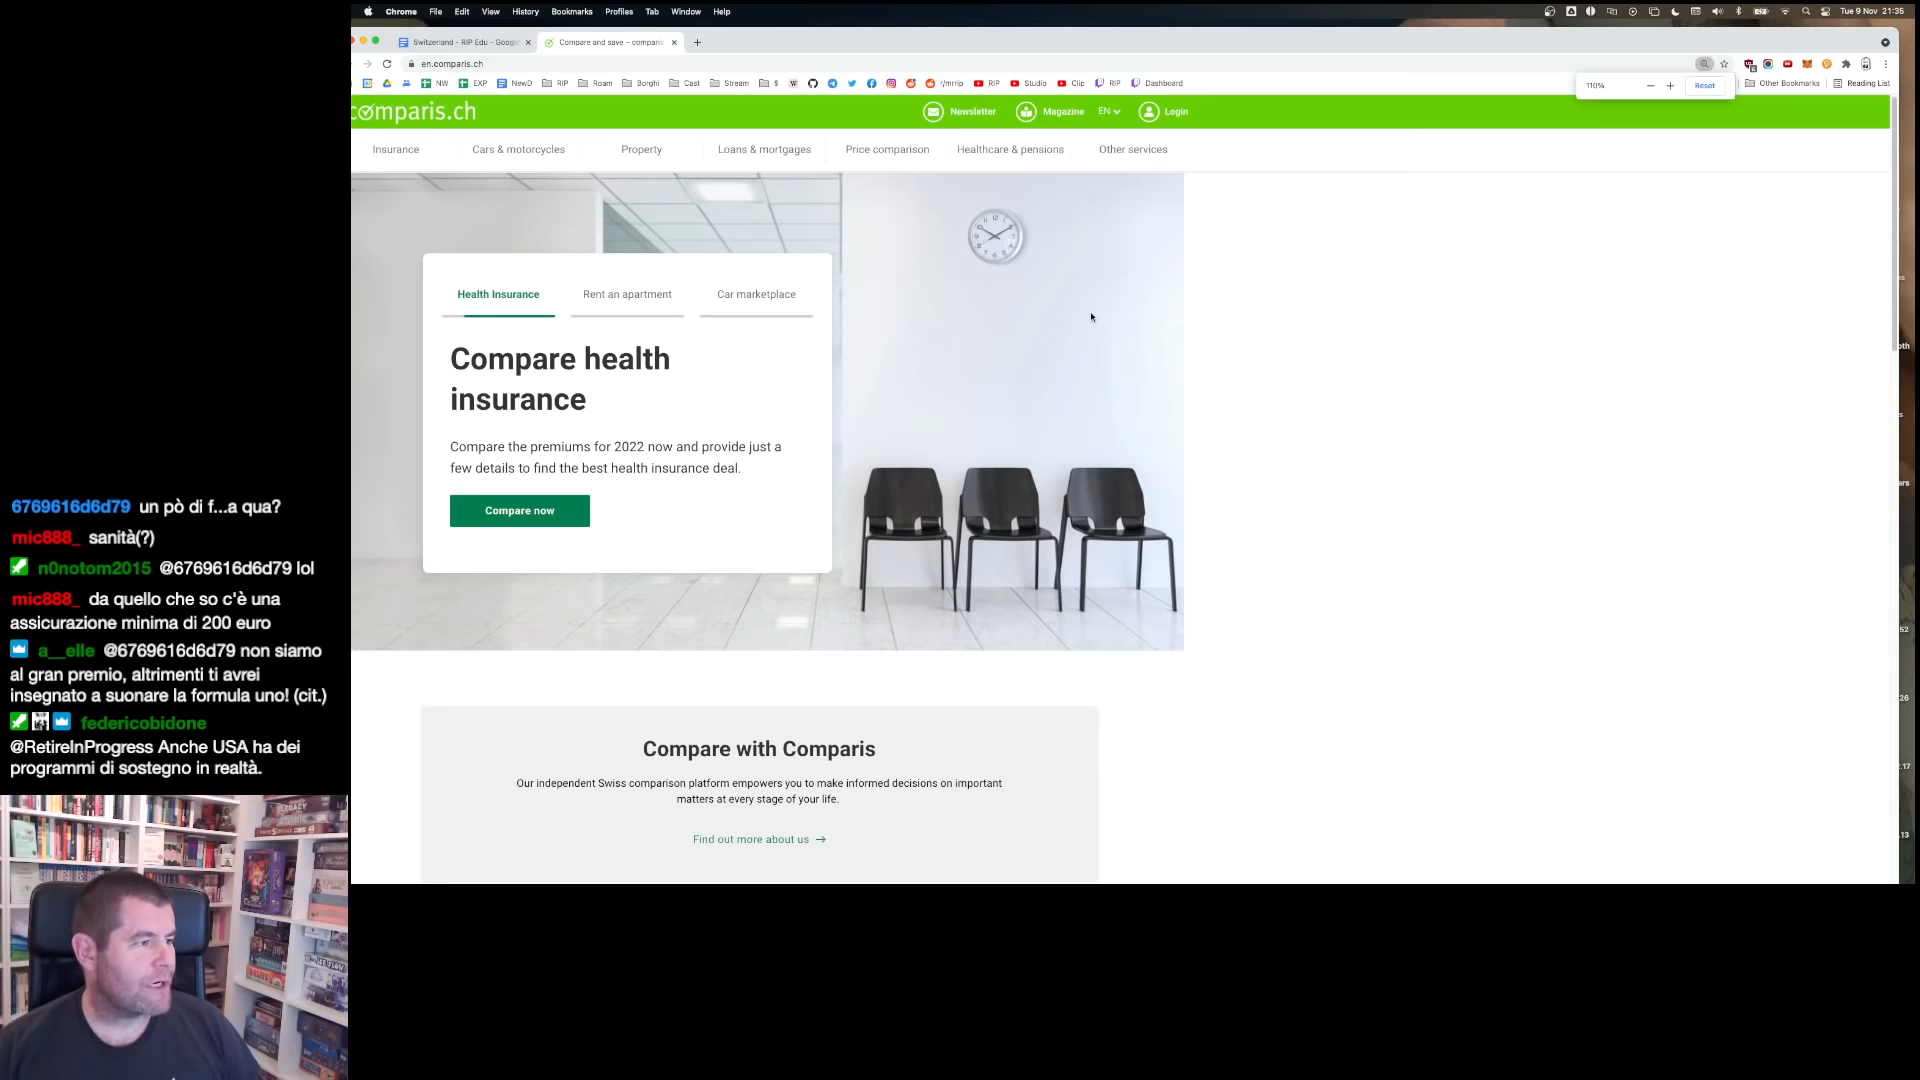 Chrome File Edit View History Bookmarks Profiles Tab Window Help
Tue 9 Nov 21:35
Switzerland - RIP Edu - Google
Compare and save – comparis
en.comparis.ch
NW EXP NewD RIP Roam Borghi Cast Stream $ r/mrrip RIP Studio Clip RIP Dashboard
Other Bookmarks Reading List
110% Reset
comparis.ch
Newsletter Magazine EN Login
Insurance Cars & motorcycles Property Loans & mortgages Price comparison Healthcare & pensions Other services
Health Insurance Rent an apartment Car marketplace
Compare health
insurance
Compare the premiums for 2022 now and provide just a
few details to find the best health insurance deal.
Compare now
Compare with Comparis
Our independent Swiss comparison platform empowers you to make informed decisions on important
matters at every stage of your life.
Find out more about us →
6769616d6d79 un pò di f...a qua?
mic888_ sanità(?)
n0notom2015 @6769616d6d79 lol
mic888_ da quello che so c'è una
assicurazione minima di 200 euro
a__elle @6769616d6d79 non siamo
al gran premio, altrimenti ti avrei
insegnato a suonare la formula uno! (cit.)
federicobidone
@RetireInProgress Anche USA ha dei
programmi di sostegno in realtà.